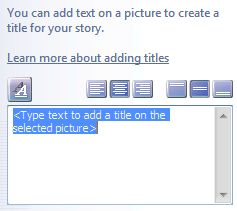 You can add text on a picture to create a
title for your story.
Learn more about adding titles
A
<Type text to add a title on the
selected picture>